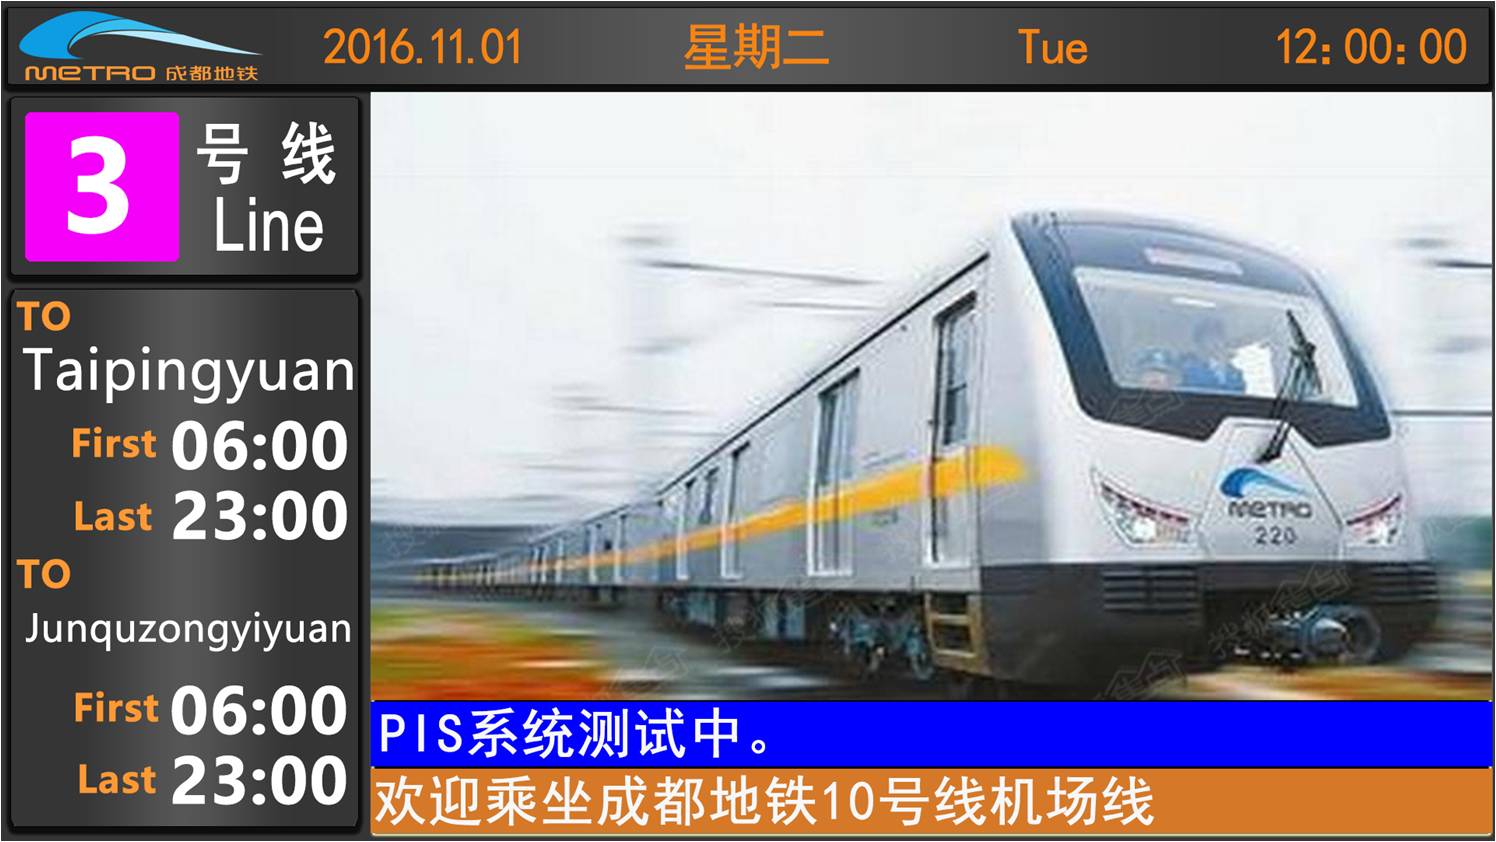 METRO 成都地铁
2016.11.01 星期二 Tue 12:00:00
3 号线
Line
TO
Taipingyuan
First 06:00
Last 23:00
TO
Junquzongyiyuan
First 06:00
Last 23:00
METRO
220
PIS系统测试中。
欢迎乘坐成都地铁10号线机场线